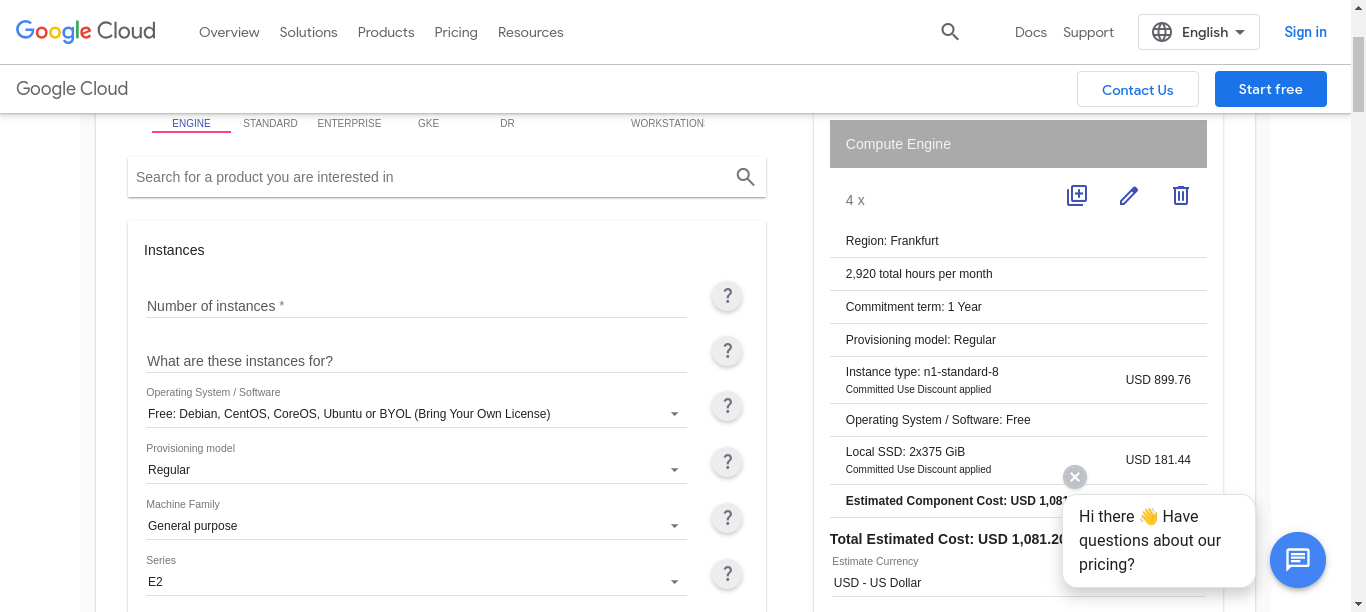 Google Cloud
Overview Solutions Products Pricing Resources
Docs Support
English
Sign in
Google Cloud
Contact Us
Start free
ENGINE STANDARD ENTERPRISE GKE DR WORKSTATION
Search for a product you are interested in
Instances
Number of instances *
?
What are these instances for?
?
Operating System / Software
Free: Debian, CentOS, CoreOS, Ubuntu or BYOL (Bring Your Own License)
?
Provisioning model
Regular
?
Machine Family
General purpose
?
Series
E2
?
Compute Engine
4 x
Region: Frankfurt
2,920 total hours per month
Commitment term: 1 Year
Provisioning model: Regular
Instance type: n1-standard-8
Committed Use Discount applied
USD 899.76
Operating System / Software: Free
Local SSD: 2x375 GiB
Committed Use Discount applied
USD 181.44
Estimated Component Cost: USD 1,081
Total Estimated Cost: USD 1,081.20
Estimate Currency
USD - US Dollar
Hi there 👋 Have
questions about our
pricing?